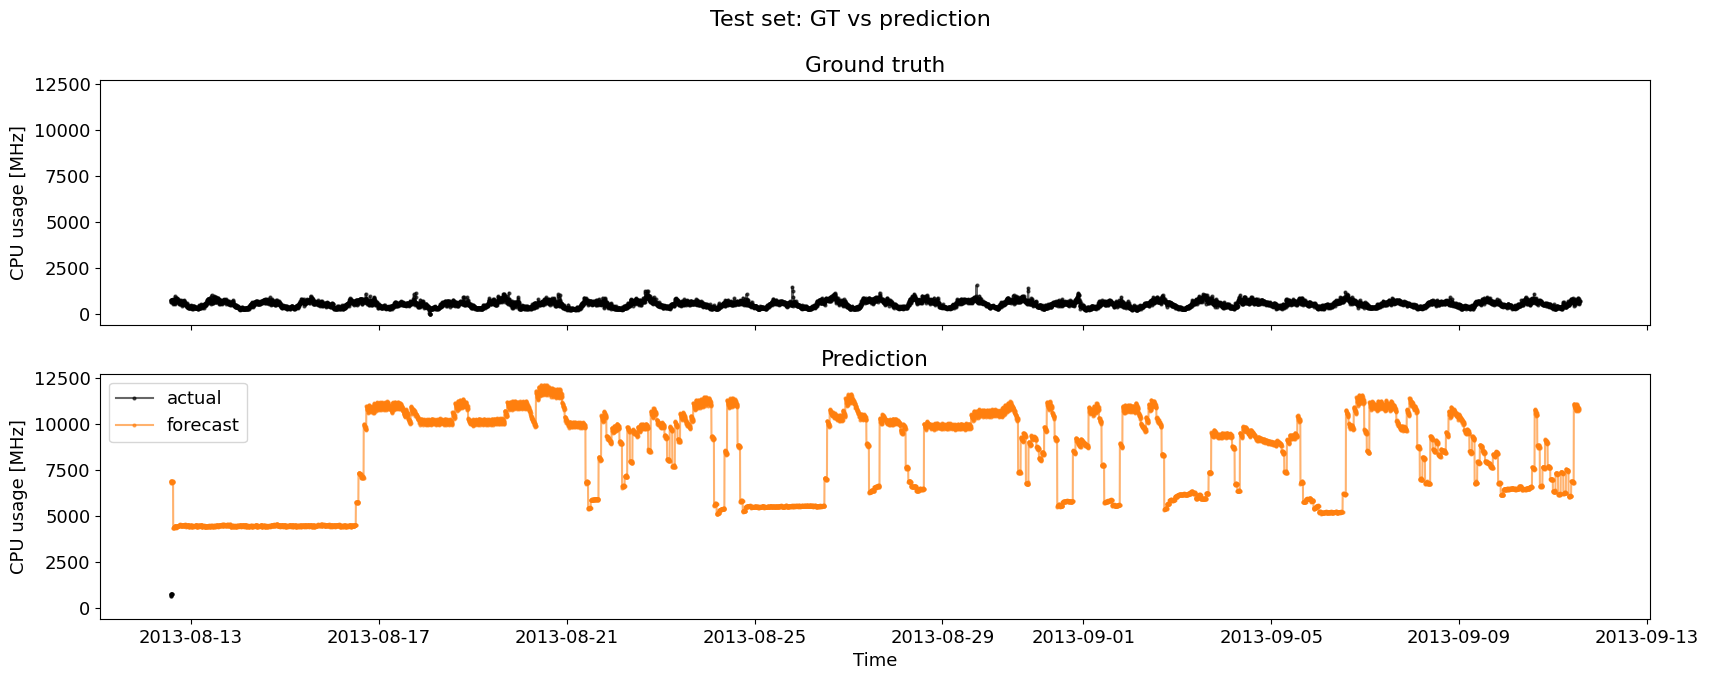 Test set: GT vs prediction
Ground truth
CPU usage [MHz]
12500
10000
7500
5000
2500
0
Prediction
CPU usage [MHz]
12500
10000
7500
5000
2500
0
actual
forecast
2013-08-13 2013-08-17 2013-08-21 2013-08-25 2013-08-29 2013-09-01 2013-09-05 2013-09-09 2013-09-13
Time